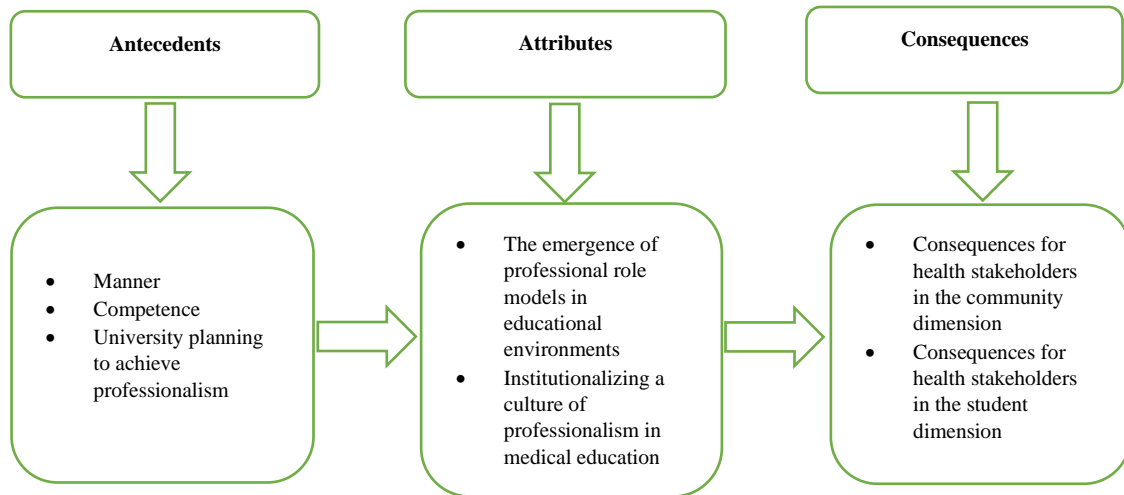 Antecedents
Attributes
Consequences
• Manner
• Competence
• University planning
to achieve
professionalism
• The emergence of
professional role
models in
educational
environments
• Institutionalizing a
culture of
professionalism in
medical education
• Consequences for
health stakeholders
in the community
dimension
• Consequences for
health stakeholders
in the student
dimension